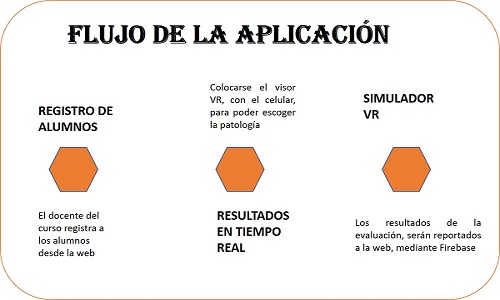 FLUJO DE LA APLICACIÓN
REGISTRO DE
ALUMNOS
El docente del
curso registra a
los alumnos
desde la web
Colocarse el visor
VR, con el celular,
para poder escoger
la patología
RESULTADOS
EN TIEMPO
REAL
SIMULADOR
VR
Los resultados de la
evaluación, serán reportados
a la web, mediante Firebase